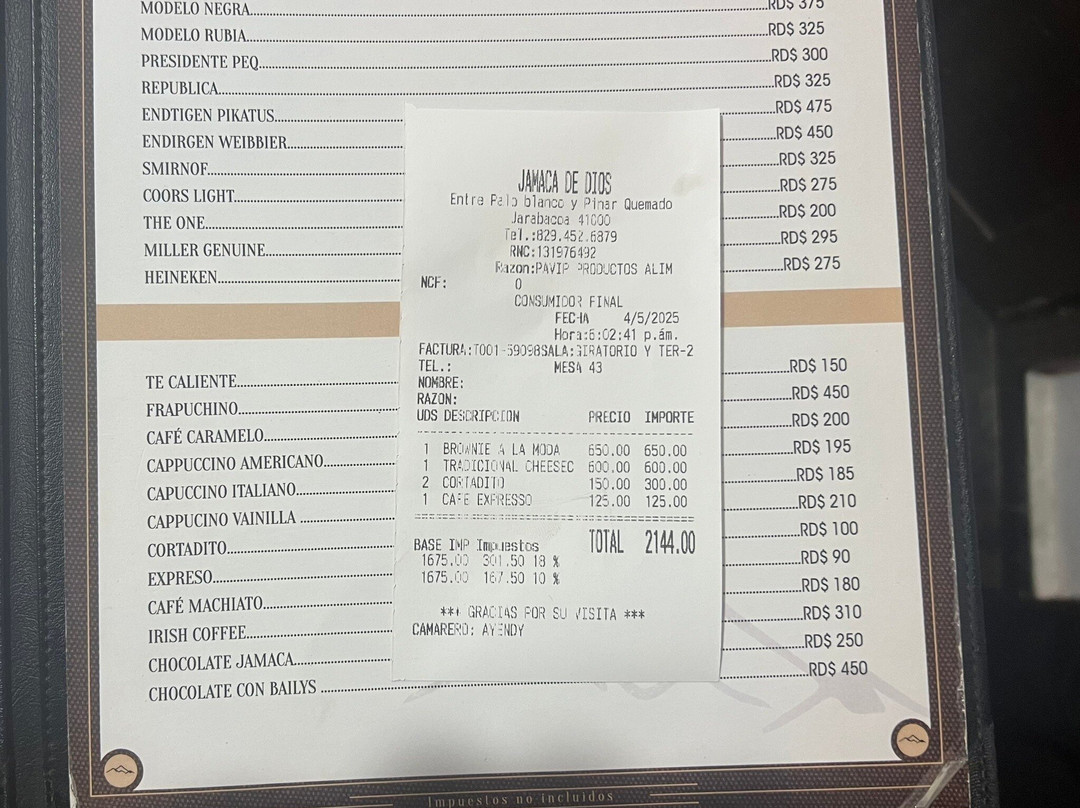 MODELO NEGRA RD$ 375
MODELO RUBIA RD$ 325
PRESIDENTE PEQ RD$ 300
REPUBLICA RD$ 325
ENDTIGEN PIKATUS RD$ 475
ENDIRGEN WEIBBIER RD$ 450
SMIRNOF RD$ 325
COORS LIGHT RD$ 275
THE ONE RD$ 200
MILLER GENUINE RD$ 295
HEINEKEN RD$ 275
JAMACA DE DIOS
Entre Palo blanco y Pinar Quemado
Jarabacoa 41000
Tel.:829.452.6879
RNC:131976492
Razon:PAVIP PRODUCTOS ALIM
NCF: 0
CONSUMIDOR FINAL
FECHA 4/5/2025
Hora:6:02:41 p.ám.
FACTURA:T001-59098SALA:GIRATORIO Y TER-2
TEL.: MESA 43
NOMBRE:
RAZON:
UDS DESCRIPCION PRECIO IMPORTE
1 BROWNIE A LA MODA 650.00 650.00
1 TRADICIONAL CHEESEC 600.00 600.00
2 CORTADITO 150.00 300.00
1 CAFE EXPRESSO 125.00 125.00
TOTAL 2144.00
BASE IMP Impuestos
1675.00 301.50 18 %
1675.00 167.50 10 %
*** GRACIAS POR SU VISITA ***
CAMARERO: AYENDY
TE CALIENTE RD$ 150
FRAPUCHINO RD$ 450
CAFÉ CARAMELO RD$ 200
CAPPUCCINO AMERICANO RD$ 195
CAPUCCINO ITALIANO RD$ 185
CAPPUCINO VAINILLA RD$ 210
CORTADITO RD$ 100
EXPRESO RD$ 90
CAFÉ MACHIATO RD$ 180
IRISH COFFEE RD$ 310
CHOCOLATE JAMACA RD$ 250
CHOCOLATE CON BAILYS RD$ 450
Impuestos no incluidos